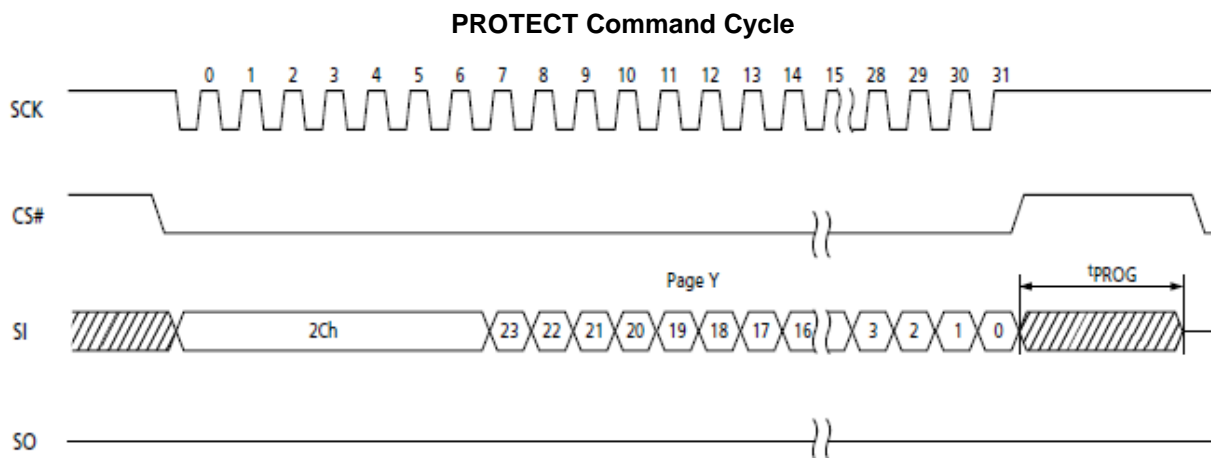 PROTECT Command Cycle
0 1 2 3 4 5 6 7 8 9 10 11 12 13 14 15 28 29 30 31
SCK
CS#
Page Y
tPROG
SI 2Ch 23 22 21 20 19 18 17 16 3 2 1 0
SO